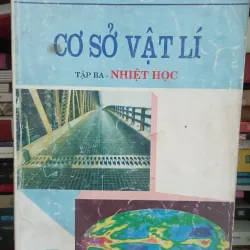 CƠ SỞ VẬT LÍ
TẬP BA - NHIỆT HỌC